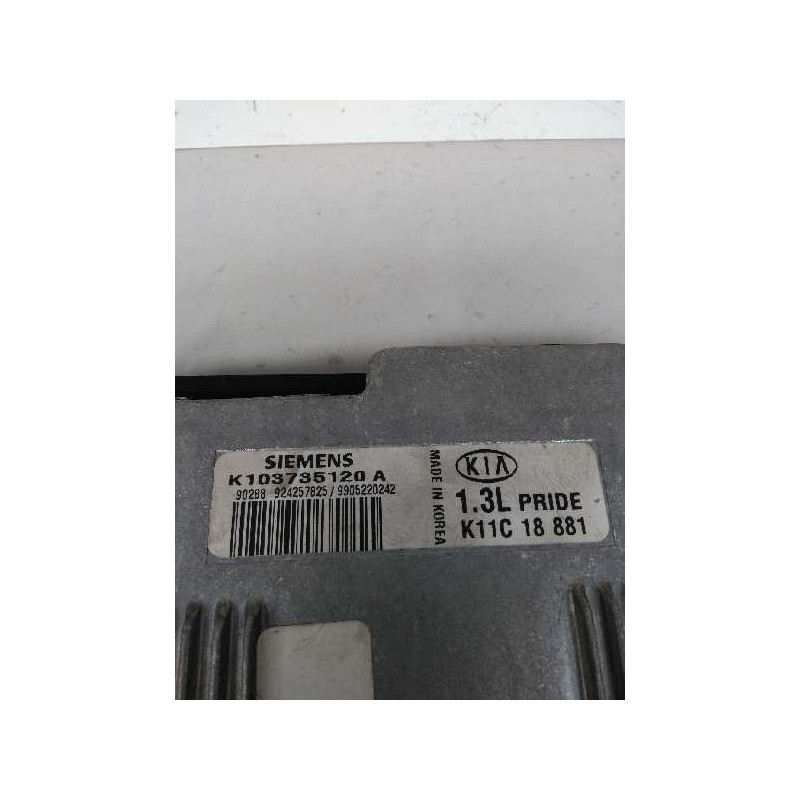 SIEMENS
K103735120 A
90288 924257825/9905220242
MADE IN KOREA
KIA
1.3L PRIDE
K11C 18 881